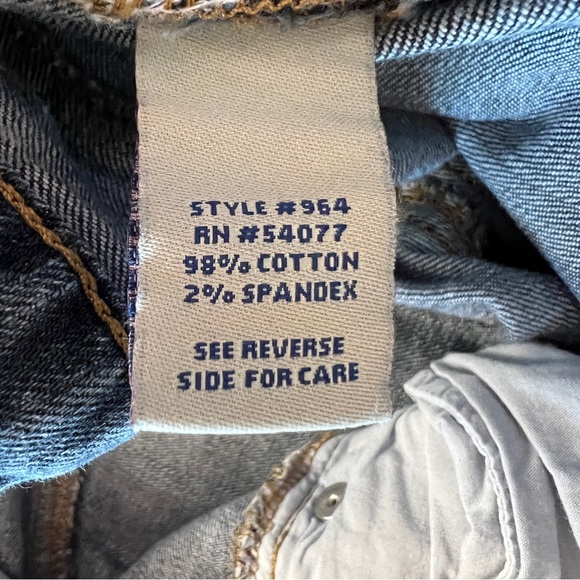 STYLE #964
RN #54077
98% COTTON
2% SPANDEX
SEE REVERSE
SIDE FOR CARE